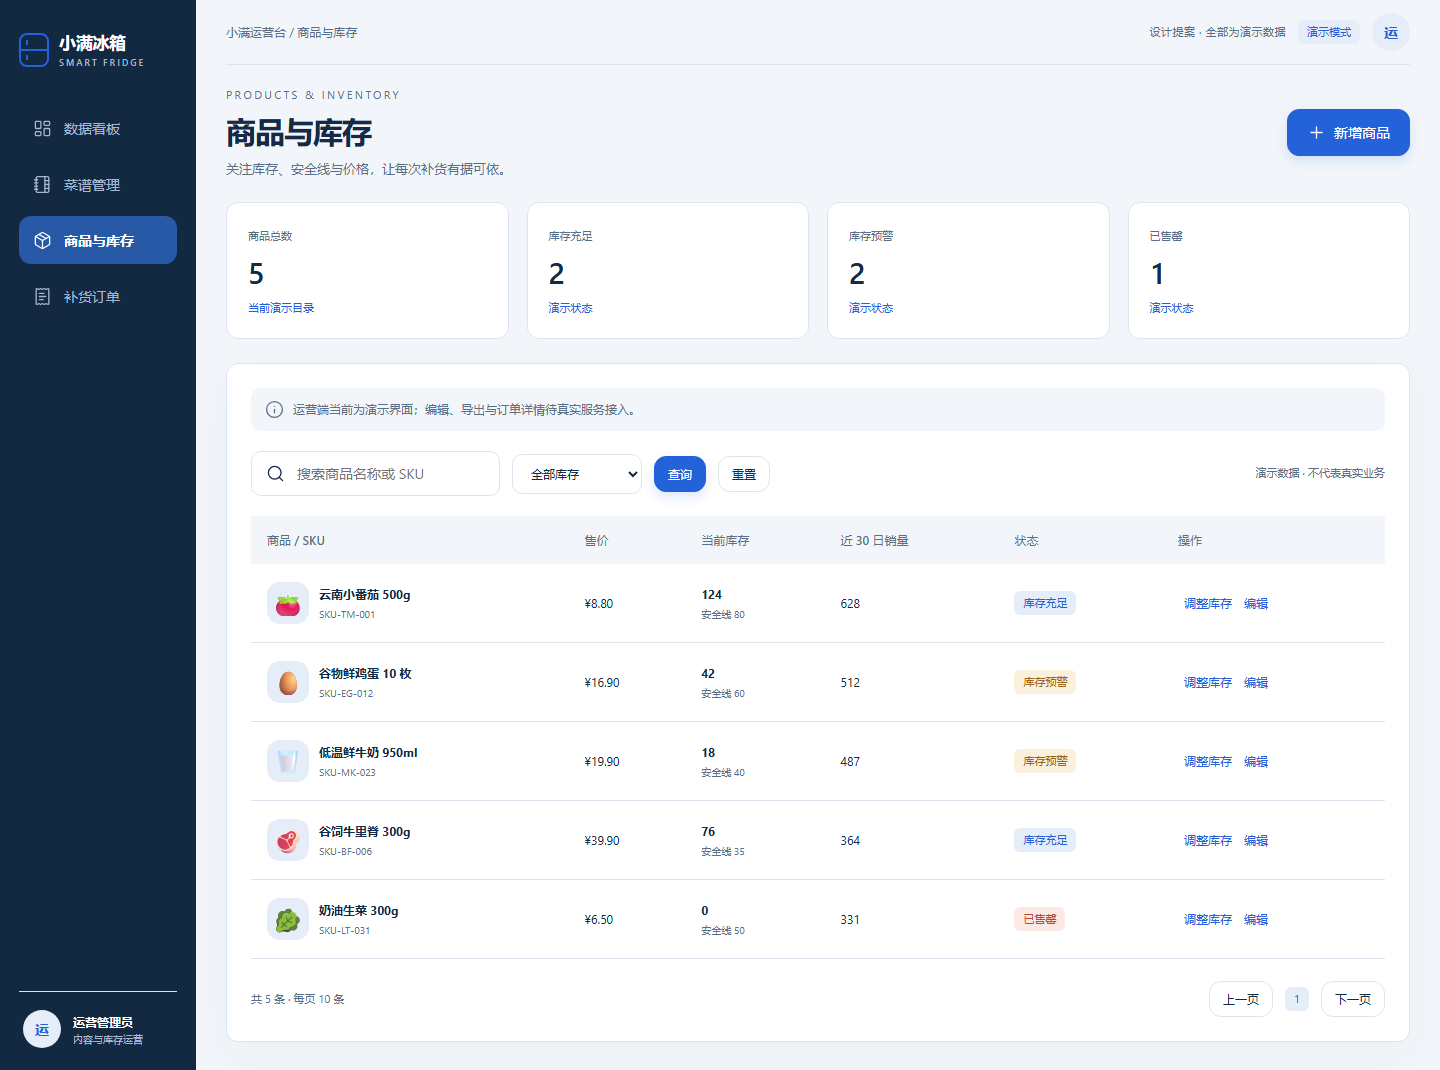 小满冰箱
SMART FRIDGE
数据看板
菜谱管理
商品与库存
补货订单
运
运营管理员
内容与库存运营
小满运营台 / 商品与库存
设计提案 · 全部为演示数据
演示模式
运
PRODUCTS & INVENTORY
商品与库存
关注库存、安全线与价格，让每次补货有据可依。
新增商品
商品总数
5
当前演示目录
库存充足
2
演示状态
库存预警
2
演示状态
已售罄
1
演示状态
运营端当前为演示界面；编辑、导出与订单详情待真实服务接入。
搜索商品名称或 SKU
全部库存
查询
重置
演示数据 · 不代表真实业务
商品 / SKU 售价 当前库存 近 30 日销量 状态 操作
云南小番茄 500g
SKU-TM-001
¥8.80
124
安全线 80
628
库存充足
调整库存 编辑
谷物鲜鸡蛋 10 枚
SKU-EG-012
¥16.90
42
安全线 60
512
库存预警
调整库存 编辑
低温鲜牛奶 950ml
SKU-MK-023
¥19.90
18
安全线 40
487
库存预警
调整库存 编辑
谷饲牛里脊 300g
SKU-BF-006
¥39.90
76
安全线 35
364
库存充足
调整库存 编辑
奶油生菜 300g
SKU-LT-031
¥6.50
0
安全线 50
331
已售罄
调整库存 编辑
共 5 条 · 每页 10 条
上一页
1
下一页